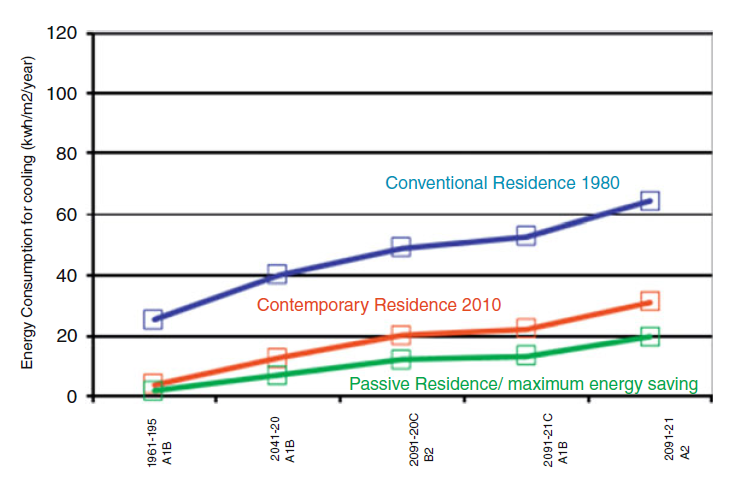 Energy Consumption for cooling (kwh/m2/year)
120
100
80
60
40
20
0
Conventional Residence 1980
Contemporary Residence 2010
Passive Residence/ maximum energy saving
1961-195
A1B
2041-20
A1B
2091-20C
B2
2091-21C
A1B
2091-21
A2